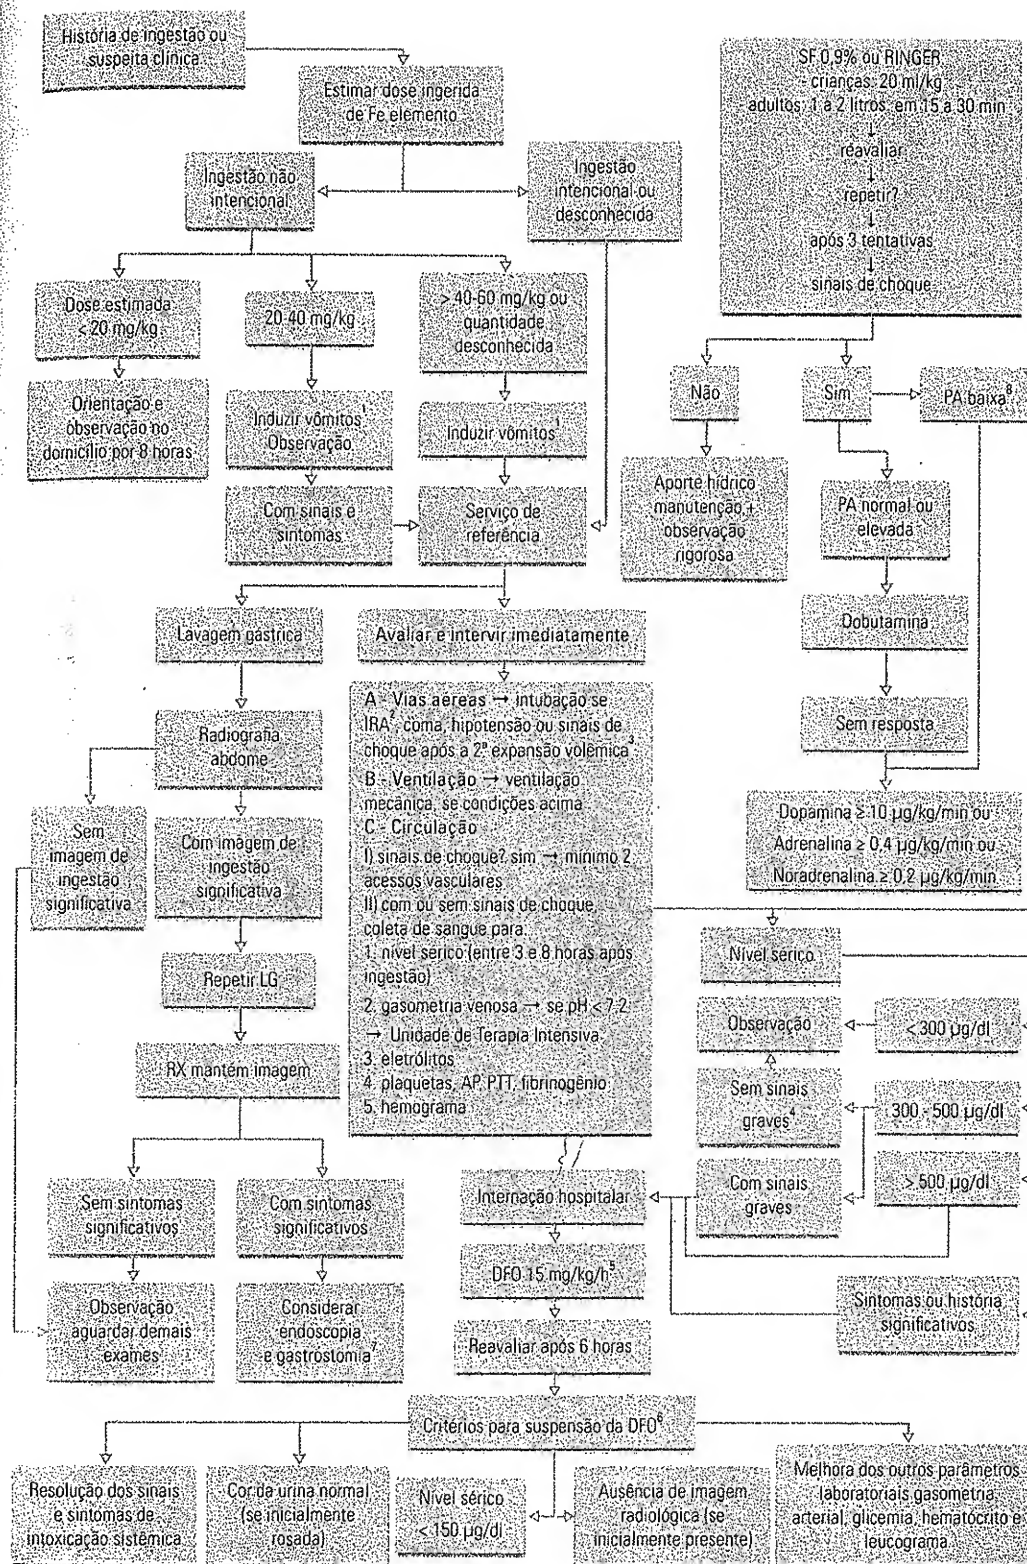 História de ingestão ou
suspeita clínica
Estimar dose ingerida
de Fe elemento
Ingestão não
intencional
Ingestão
intencional ou
desconhecida
Dose estimada
< 20 mg/kg
20-40 mg/kg
> 40-60 mg/kg ou
quantidade
desconhecida
Orientação e
observação no
domicílio por 8 horas
Induzir vômitos¹
Observação
Induzir vômitos¹
Com sinais e
sintomas
Serviço de
referência
SF 0,9% ou RINGER
- crianças: 20 ml/kg
adultos: 1 a 2 litros, em 15 a 30 min
↓
reavaliar
↓
repetir?
↓
após 3 tentativas
↓
sinais de choque
Não
Sim
PA baixa⁸
Aporte hídrico
manutenção +
observação
rigorosa
PA normal ou
elevada
Dobutamina
Sem resposta
Dopamina ≥ 10 µg/kg/min ou
Adrenalina ≥ 0,4 µg/kg/min ou
Noradrenalina ≥ 0,2 µg/kg/min
Lavagem gástrica
Avaliar e intervir imediatamente
Radiografia
abdome
Sem
imagem de
ingestão
significativa
Com imagem de
ingestão
significativa
Repetir LG
RX mantém imagem
Sem sintomas
significativos
Com sintomas
significativos
Observação
aguardar demais
exames
Considerar
endoscopia
e gastrostomia⁷
A - Vias aéreas → intubação se
IRA², coma, hipotensão ou sinais de
choque após a 2ª expansão volêmica³
B - Ventilação → ventilação
mecânica, se condições acima
C - Circulação
I) sinais de choque? sim → mínimo 2
acessos vasculares
II) com ou sem sinais de choque,
coleta de sangue para:
1. nível sérico (entre 3 e 8 horas após
ingestão)
2. gasometria venosa → se pH < 7,2
→ Unidade de Terapia Intensiva
3. eletrólitos
4. plaquetas, AP, PTT, fibrinogênio
5. hemograma
Nível sérico
Observação
< 300 µg/dl
Sem sinais
graves⁴
300 - 500 µg/dl
Com sinais
graves
> 500 µg/dl
Sintomas ou história
significativos
Internação hospitalar
DFO 15 mg/kg/h⁵
Reavaliar após 6 horas
Critérios para suspensão da DFO⁶
Resolução dos sinais
e sintomas de
intoxicação sistêmica
Cor da urina normal
(se inicialmente
rosada)
Nível sérico
< 150 µg/dl
Ausência de imagem
radiológica (se
inicialmente presente)
Melhora dos outros parâmetros
laboratoriais gasometria
arterial, glicemia, hematócrito e
leucograma